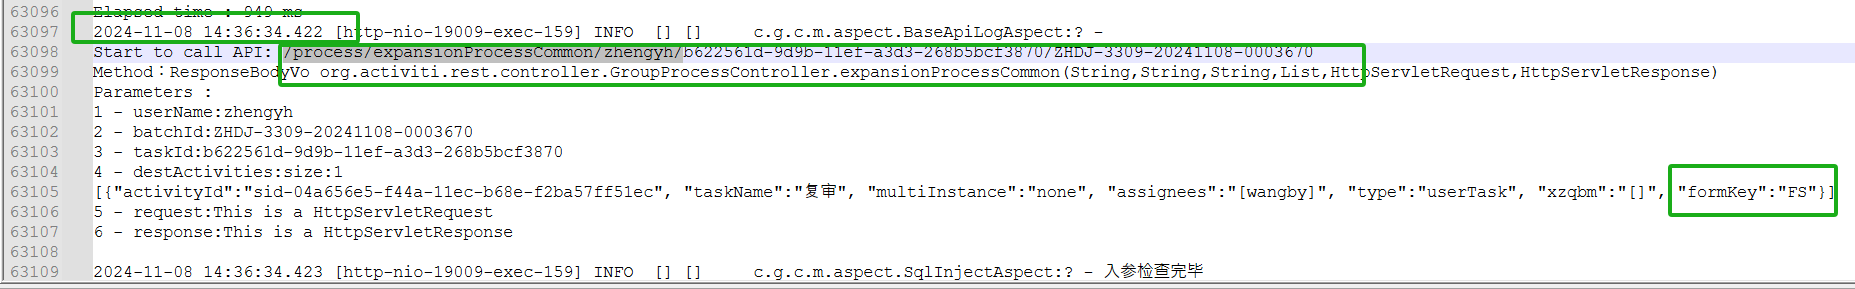 63096 Elapsed time : 949 ms
63097 2024-11-08 14:36:34.422 [http-nio-19009-exec-159] INFO [] [] c.g.c.m.aspect.BaseApiLogAspect:? -
63098 Start to call API: /process/expansionProcessCommon/zhengyh/b622561d-9d9b-11ef-a3d3-268b5bcf3870/ZHDJ-3309-20241108-0003670
63099 Method：ResponseBodyVo org.activiti.rest.controller.GroupProcessController.expansionProcessCommon(String,String,String,List,HttpServletRequest,HttpServletResponse)
63100 Parameters :
63101 1 - userName:zhengyh
63102 2 - batchId:ZHDJ-3309-20241108-0003670
63103 3 - taskId:b622561d-9d9b-11ef-a3d3-268b5bcf3870
63104 4 - destActivities:size:1
63105 [{"activityId":"sid-04a656e5-f44a-11ec-b68e-f2ba57ff51ec", "taskName":"复审", "multiInstance":"none", "assignees":"[wangby]", "type":"userTask", "xzqbm":"[]", "formKey":"FS"}]
63106 5 - request:This is a HttpServletRequest
63107 6 - response:This is a HttpServletResponse
63108
63109 2024-11-08 14:36:34.423 [http-nio-19009-exec-159] INFO [] [] c.g.c.m.aspect.SqlInjectAspect:? - 入参检查完毕